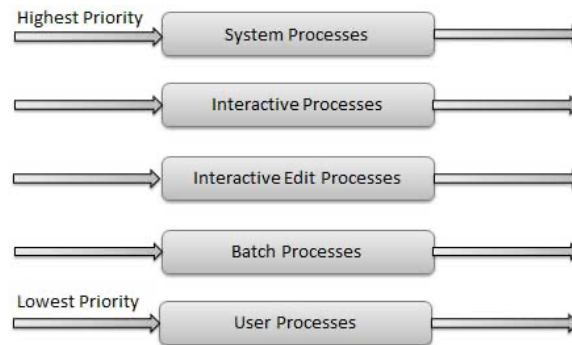 Highest Priority
System Processes
Interactive Processes
Interactive Edit Processes
Batch Processes
Lowest Priority
User Processes